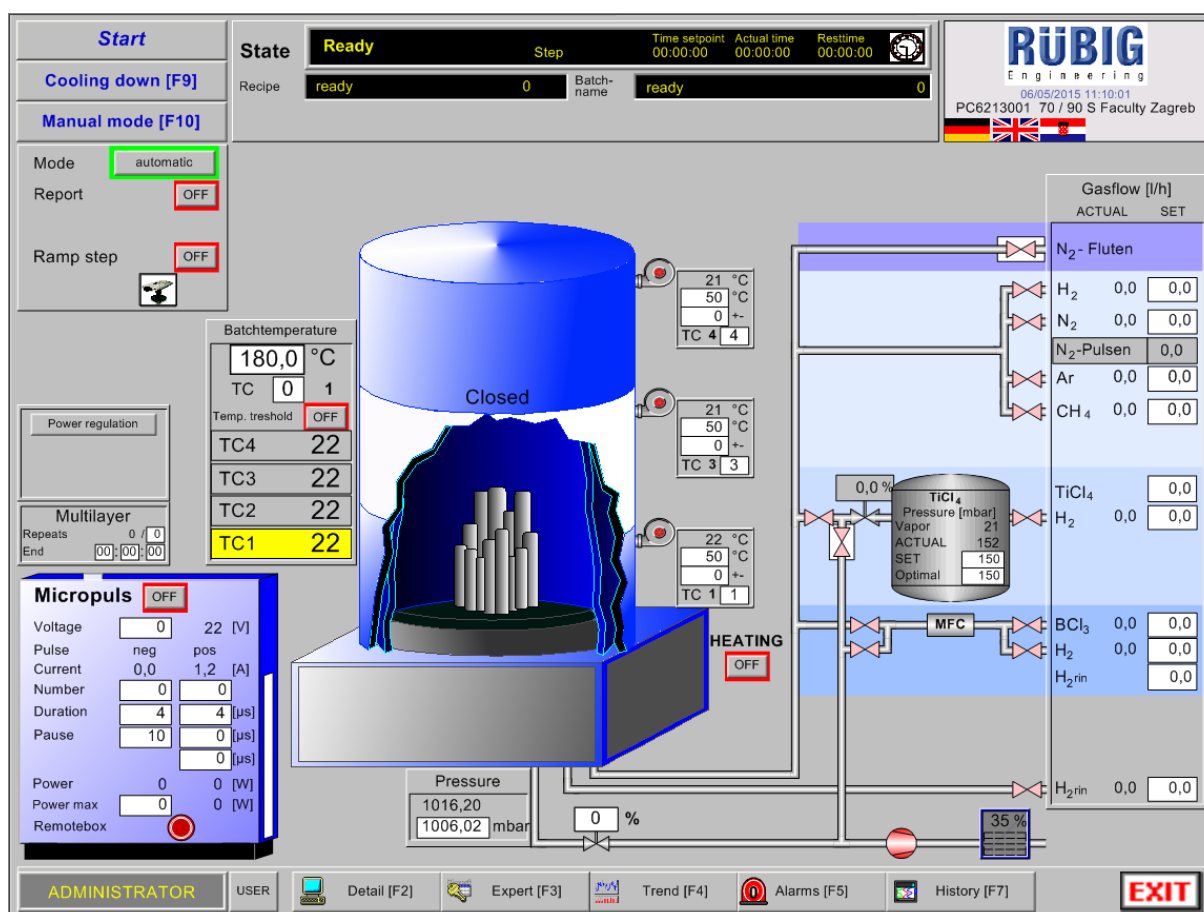 Start
Cooling down [F9]
Manual mode [F10]
State Ready Step
Time setpoint Actual time Resttime
00:00:00 00:00:00 00:00:00
Recipe ready 0 Batch-name ready 0
RÜBIG
Engineering
06/05/2015 11:10:01
PC6213001 70 / 90 S Faculty Zagreb
Mode automatic
Report OFF
Ramp step OFF
Batchtemperature
180,0 °C
TC 0 1
Temp. treshold OFF
TC4 22
TC3 22
TC2 22
TC1 22
Power regulation
Multilayer
Repeats 0 / 0
End 00:00:00
Micropuls OFF
Voltage 0 22 [V]
Pulse neg pos
Current 0,0 1,2 [A]
Number 0 0
Duration 4 4 [µs]
Pause 10 0 [µs]
0 [µs]
Power 0 0 [W]
Power max 0 0 [W]
Remotebox
Closed
21 °C
50 °C
0 +-
TC 4 4
21 °C
50 °C
0 +-
TC 3 3
22 °C
50 °C
0 +-
TC 1 1
HEATING
OFF
Pressure
1016,20
1006,02 mbar
0 %
35 %
0,0 %
TiCl4
Pressure [mbar]
Vapor 21
ACTUAL 152
SET 150
Optimal 150
MFC
Gasflow [l/h]
ACTUAL SET
N2- Fluten
H2 0,0 0,0
N2 0,0 0,0
N2-Pulsen 0,0
Ar 0,0 0,0
CH4 0,0 0,0
TiCl4 0,0
H2 0,0 0,0
BCl3 0,0 0,0
H2 0,0 0,0
H2rin 0,0
H2rin 0,0 0,0
ADMINISTRATOR USER Detail [F2] Expert [F3] Trend [F4] Alarms [F5] History [F7] EXIT